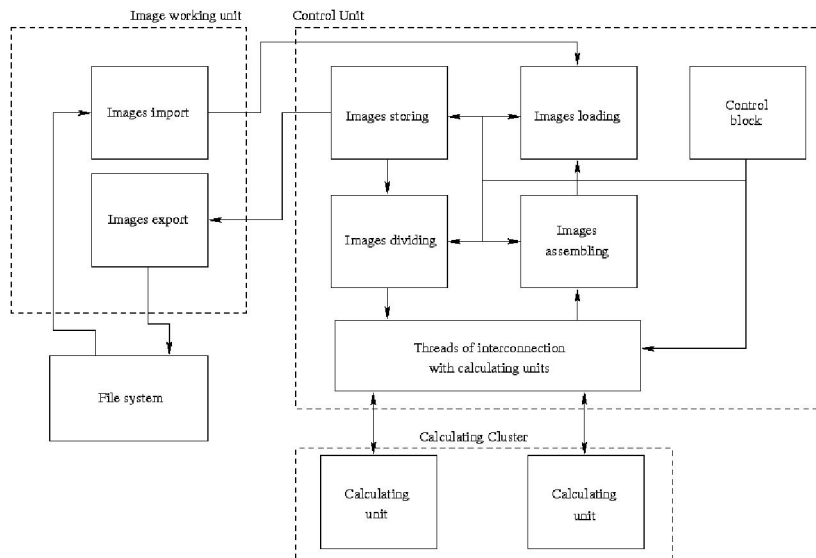 Image working unit
Control Unit
Images import
Images storing
Images loading
Control
block
Images export
Images dividing
Images
assembling
Threads of interconnection
with calculating units
File system
Calculating Cluster
Calculating
unit
Calculating
unit